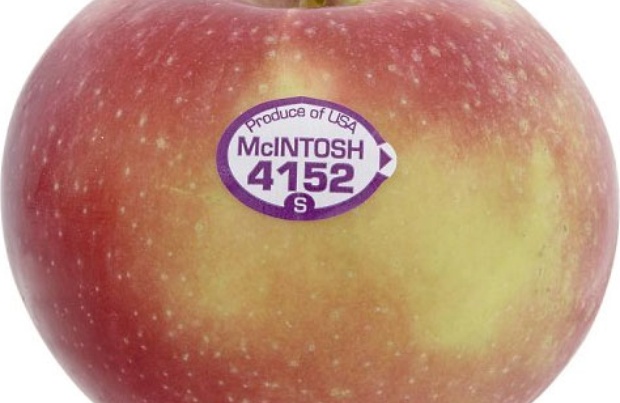 Produce of USA
McINTOSH
4152
S